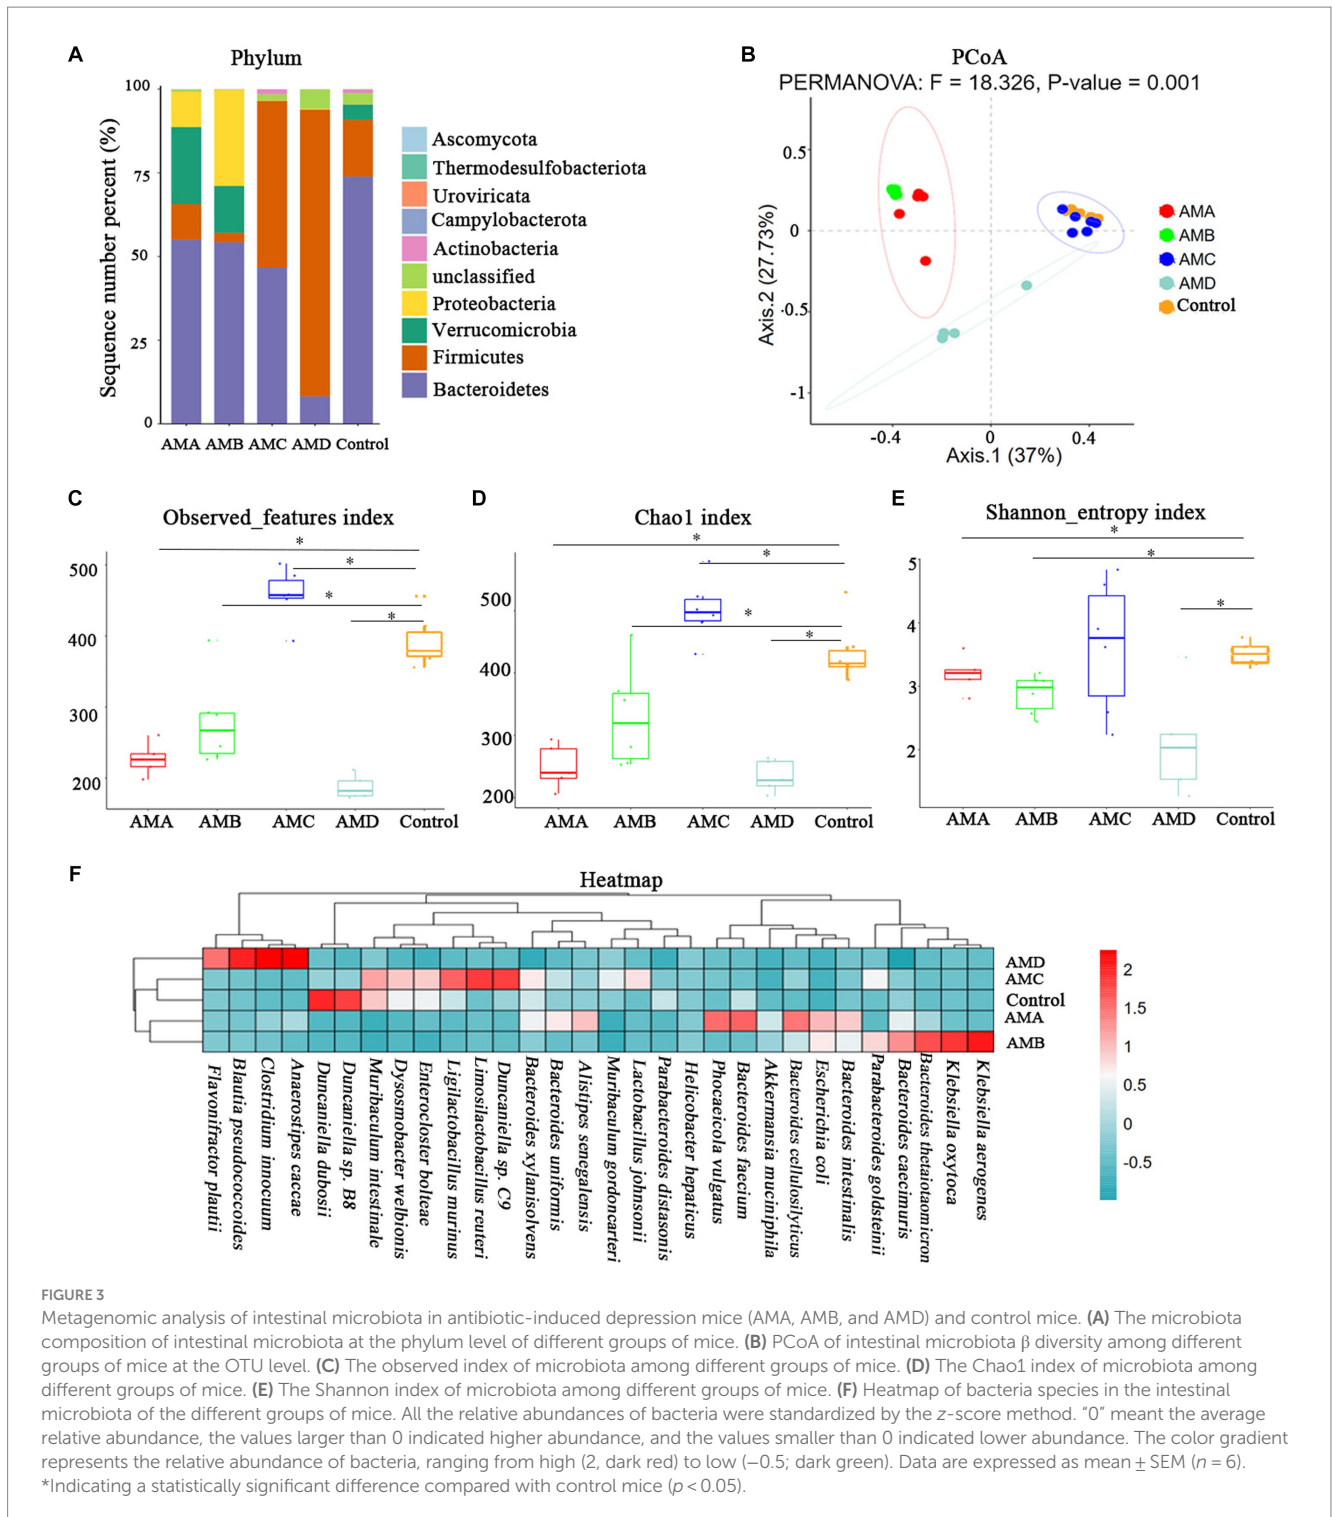 A
Phylum
Sequence number percent (%)
100
75
50
25
0
AMA AMB AMC AMD Control
Ascomycota
Thermodesulfobacteriota
Uroviricata
Campylobacterota
Actinobacteria
unclassified
Proteobacteria
Verrucomicrobia
Firmicutes
Bacteroidetes
B
PCoA
PERMANOVA: F = 18.326, P-value = 0.001
Axis.2 (27.73%)
0.5
0
-0.5
-1
-0.4 0 0.4
Axis.1 (37%)
AMA
AMB
AMC
AMD
Control
C
Observed_features index
* * * *
500
400
300
200
AMA AMB AMC AMD Control
D
Chao1 index
* * * *
500
400
300
200
AMA AMB AMC AMD Control
E
Shannon_entropy index
* * *
5
4
3
2
AMA AMB AMC AMD Control
F
Heatmap
AMD
AMC
Control
AMA
AMB
2
1.5
1
0.5
0
-0.5
Flavonifractor plautii
Blautia pseudococcoides
Clostridium innocuum
Anaerostipes caccae
Duncaniella dubosii
Duncaniella sp. B8
Muribaculum intestinale
Dysosmobacter welbionis
Enterocloster bolteae
Ligilactobacillus murinus
Limosilactobacillus reuteri
Duncaniella sp. C9
Bacteroides xylanisolvens
Bacteroides uniformis
Alistipes senegalensis
Muribaculum gordoncarteri
Lactobacillus johnsonii
Parabacteroides distasonis
Helicobacter hepaticus
Phocaeicola vulgatus
Bacteroides faecium
Akkermansia muciniphila
Bacteroides cellulosilyticus
Escherichia coli
Bacteroides intestinalis
Parabacteroides goldsteinii
Bacteroides caecimuris
Bacteroides thetaiotaomicron
Klebsiella oxytoca
Klebsiella aerogenes
FIGURE 3
Metagenomic analysis of intestinal microbiota in antibiotic-induced depression mice (AMA, AMB, and AMD) and control mice. (A) The microbiota
composition of intestinal microbiota at the phylum level of different groups of mice. (B) PCoA of intestinal microbiota β diversity among different
groups of mice at the OTU level. (C) The observed index of microbiota among different groups of mice. (D) The Chao1 index of microbiota among
different groups of mice. (E) The Shannon index of microbiota among different groups of mice. (F) Heatmap of bacteria species in the intestinal
microbiota of the different groups of mice. All the relative abundances of bacteria were standardized by the z-score method. “0” meant the average
relative abundance, the values larger than 0 indicated higher abundance, and the values smaller than 0 indicated lower abundance. The color gradient
represents the relative abundance of bacteria, ranging from high (2, dark red) to low (−0.5; dark green). Data are expressed as mean ± SEM (n = 6).
*Indicating a statistically significant difference compared with control mice (p < 0.05).